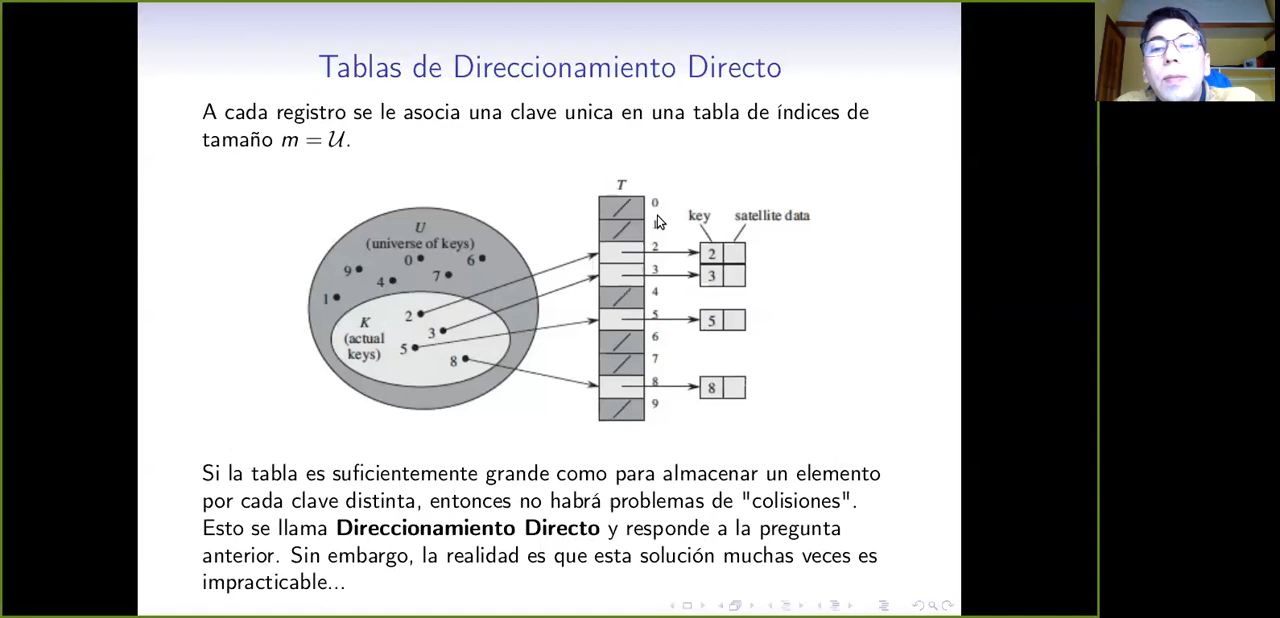 Tablas de Direccionamiento Directo
A cada registro se le asocia una clave unica en una tabla de índices de
tamaño m = U.
T
U
(universe of keys)
0
6
9
7
4
1
K
(actual
keys)
2
3
5
8
0
1
2
3
4
5
6
7
8
9
key
satellite data
2
3
5
8
Si la tabla es suficientemente grande como para almacenar un elemento
por cada clave distinta, entonces no habrá problemas de "colisiones".
Esto se llama Direccionamiento Directo y responde a la pregunta
anterior. Sin embargo, la realidad es que esta solución muchas veces es
impracticable...